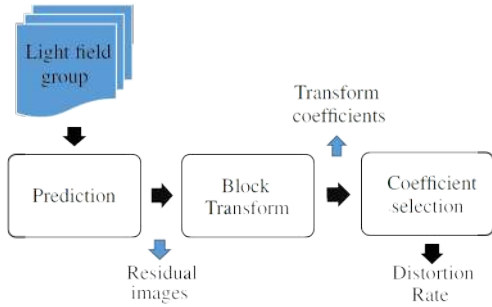 Light field
group
Transform
coefficients
Prediction
Block
Transform
Coefficient
selection
Residual
images
Distortion
Rate